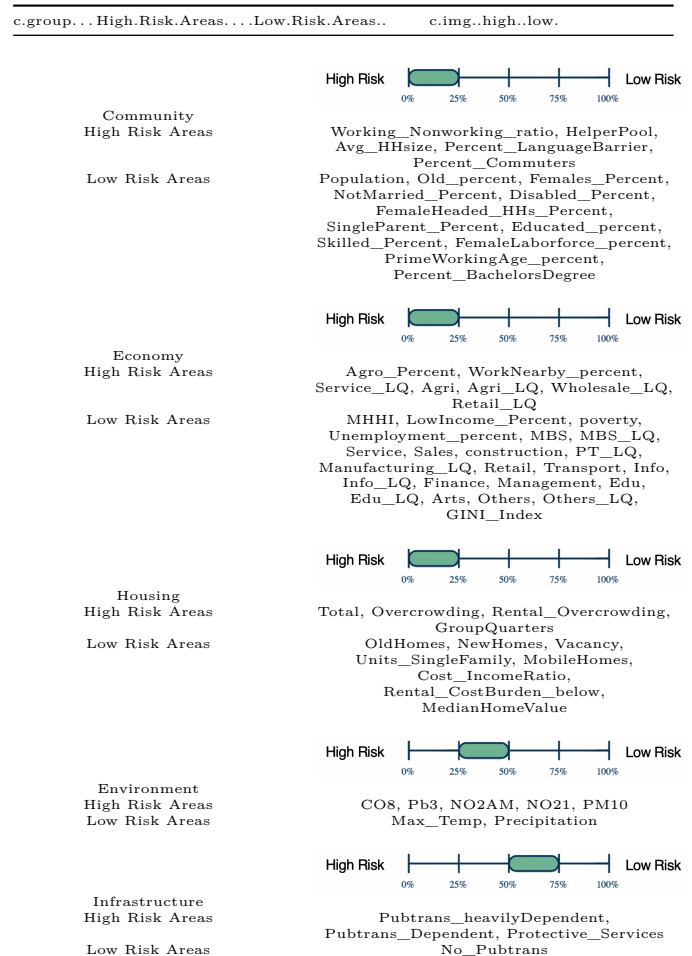 c.group...High.Risk.Areas....Low.Risk.Areas.. c.img..high..low.
High Risk Low Risk
0% 25% 50% 75% 100%
Community
High Risk Areas Working_Nonworking_ratio, HelperPool,
Avg_HHsize, Percent_LanguageBarrier,
Percent_Commuters
Low Risk Areas Population, Old_percent, Females_Percent,
NotMarried_Percent, Disabled_Percent,
FemaleHeaded_HHs_Percent,
SingleParent_Percent, Educated_percent,
Skilled_Percent, FemaleLaborforce_percent,
PrimeWorkingAge_percent,
Percent_BachelorsDegree
High Risk Low Risk
0% 25% 50% 75% 100%
Economy
High Risk Areas Agro_Percent, WorkNearby_percent,
Service_LQ, Agri, Agri_LQ, Wholesale_LQ,
Retail_LQ
Low Risk Areas MHHI, LowIncome_Percent, poverty,
Unemployment_percent, MBS, MBS_LQ,
Service, Sales, construction, PT_LQ,
Manufacturing_LQ, Retail, Transport, Info,
Info_LQ, Finance, Management, Edu,
Edu_LQ, Arts, Others, Others_LQ,
GINI_Index
High Risk Low Risk
0% 25% 50% 75% 100%
Housing
High Risk Areas Total, Overcrowding, Rental_Overcrowding,
GroupQuarters
Low Risk Areas OldHomes, NewHomes, Vacancy,
Units_SingleFamily, MobileHomes,
Cost_IncomeRatio,
Rental_CostBurden_below,
MedianHomeValue
High Risk Low Risk
0% 25% 50% 75% 100%
Environment
High Risk Areas CO8, Pb3, NO2AM, NO21, PM10
Low Risk Areas Max_Temp, Precipitation
High Risk Low Risk
0% 25% 50% 75% 100%
Infrastructure
High Risk Areas Pubtrans_heavilyDependent,
Pubtrans_Dependent, Protective_Services
Low Risk Areas No_Pubtrans